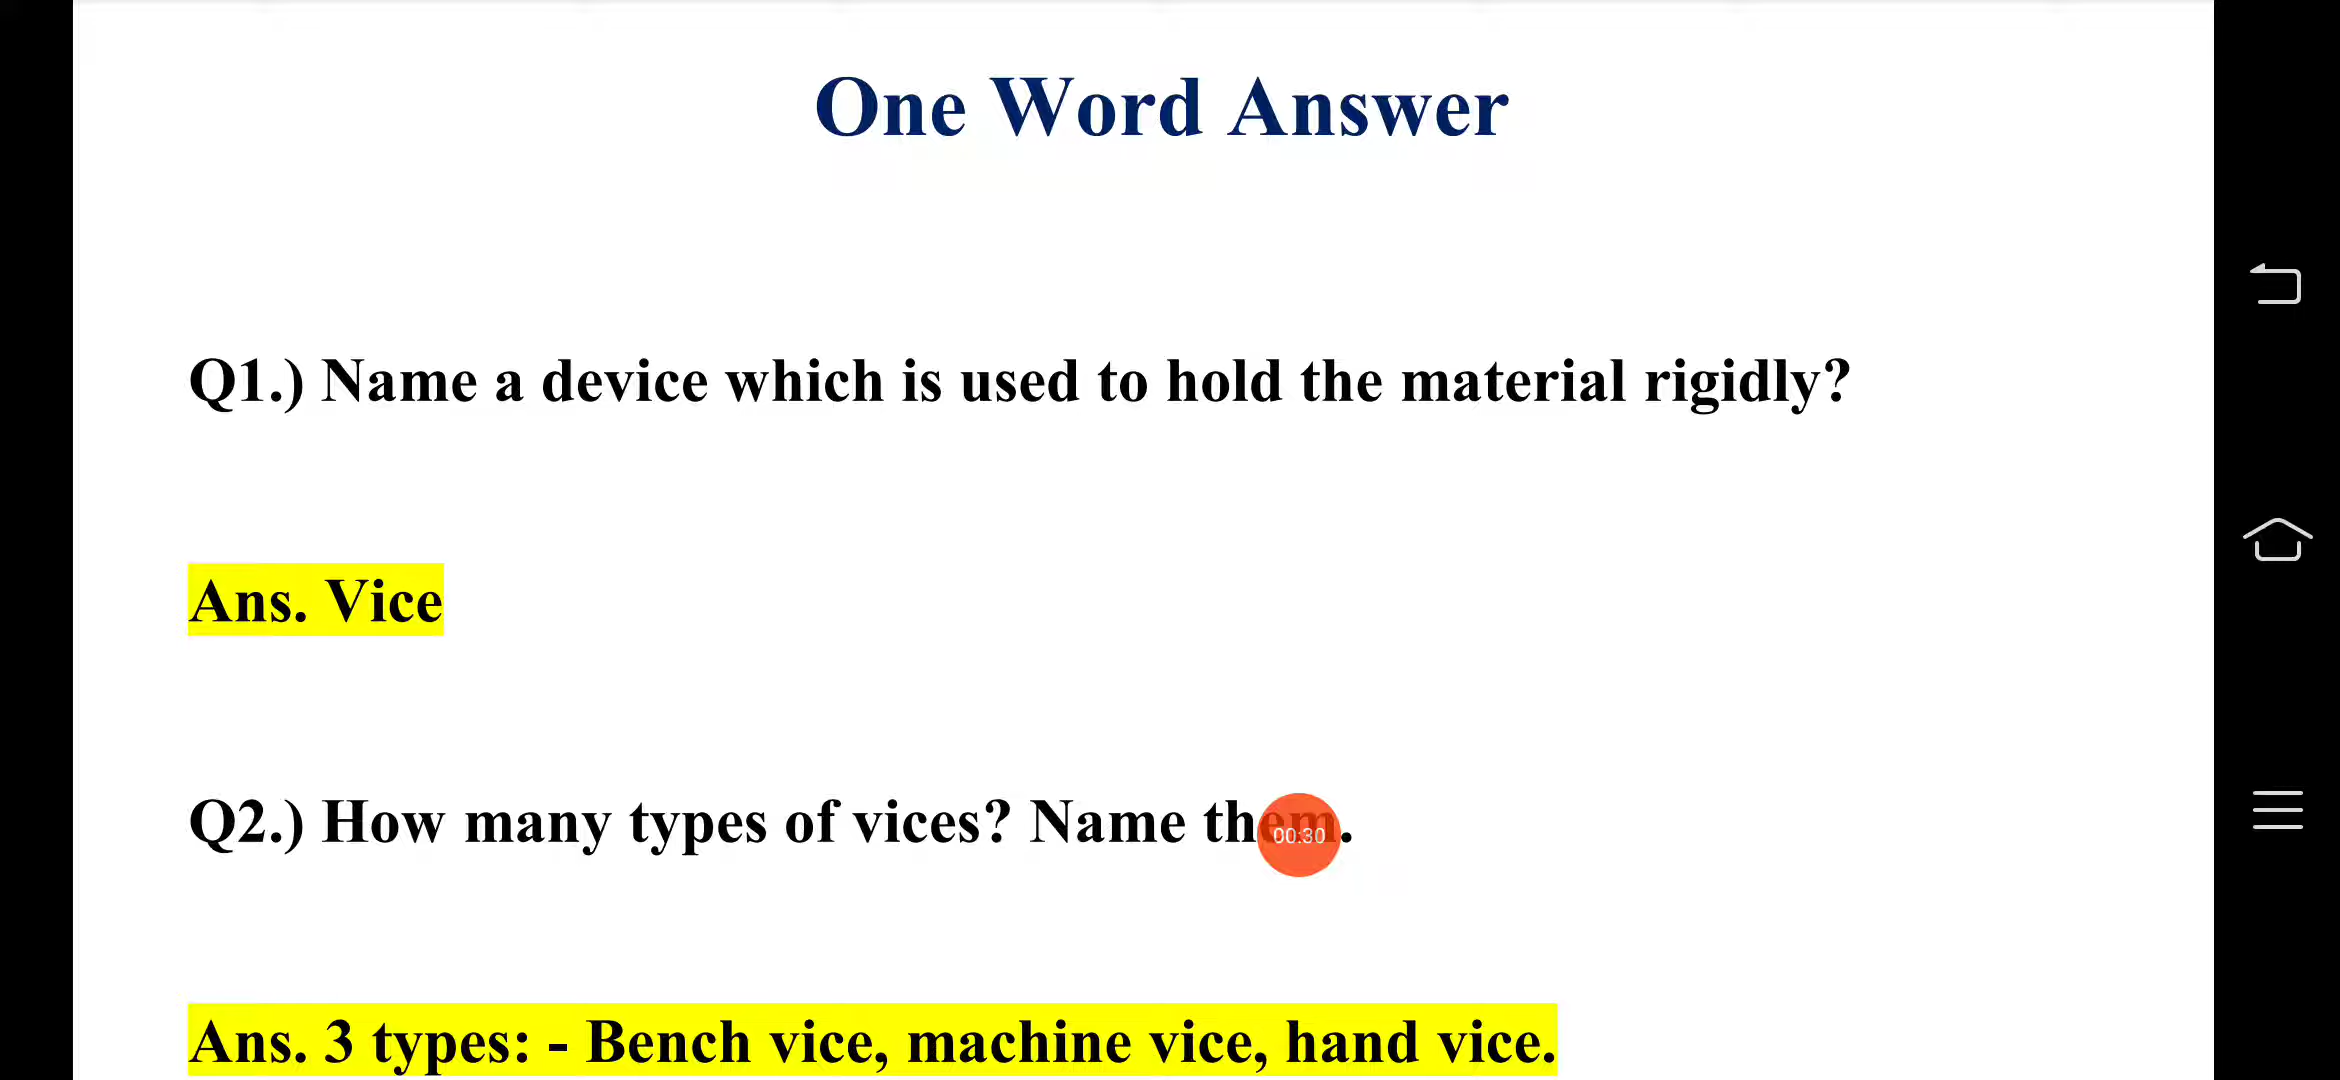 One Word Answer
Q1.) Name a device which is used to hold the material rigidly?
Ans. Vice
Q2.) How many types of vices? Name them.
00:30
Ans. 3 types: - Bench vice, machine vice, hand vice.